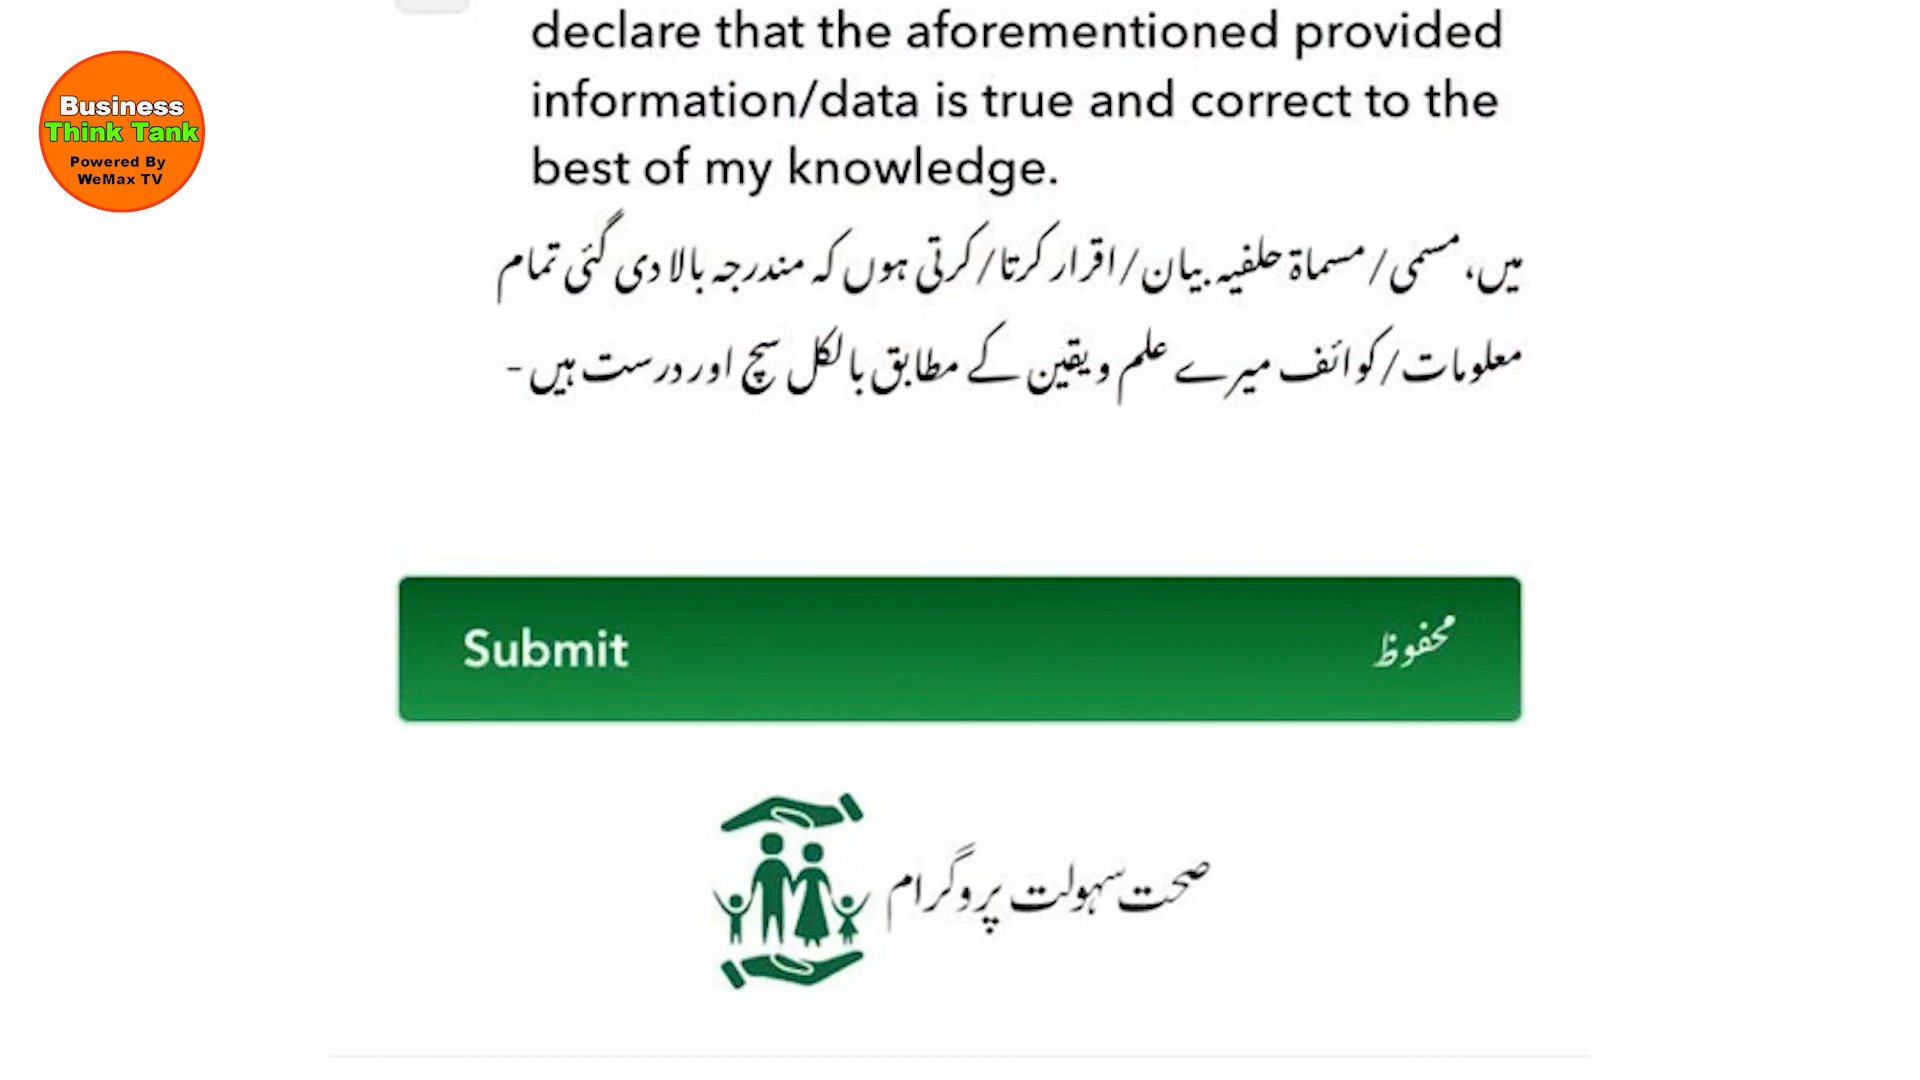 Business
Think Tank
Powered By
WeMax TV
declare that the aforementioned provided
information/data is true and correct to the
best of my knowledge.
میں، مسمی/مسماة حلفیہ بیان/اقرار کرتا/کرتی ہوں کہ مندرجہ بالا دی گئی تمام
معلومات/کوائف میرے علم و یقین کے مطابق بالکل سچ اور درست ہیں-
Submit
محفوظ
صحت سہولت پروگرام